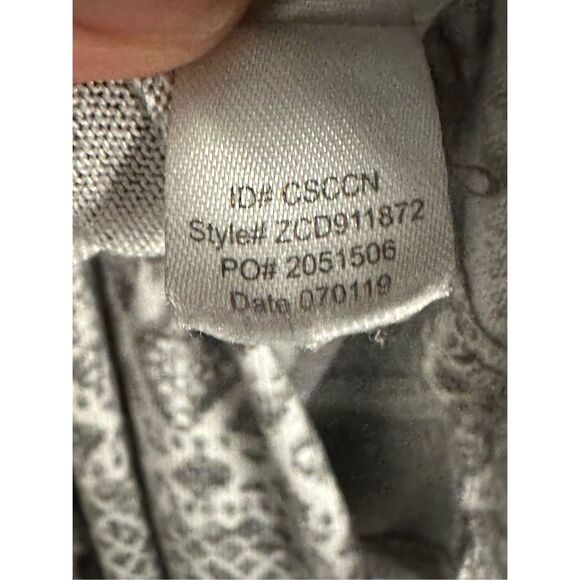 ID# CSCCN
Style# ZCD911872
PO# 2051506
Date 070119